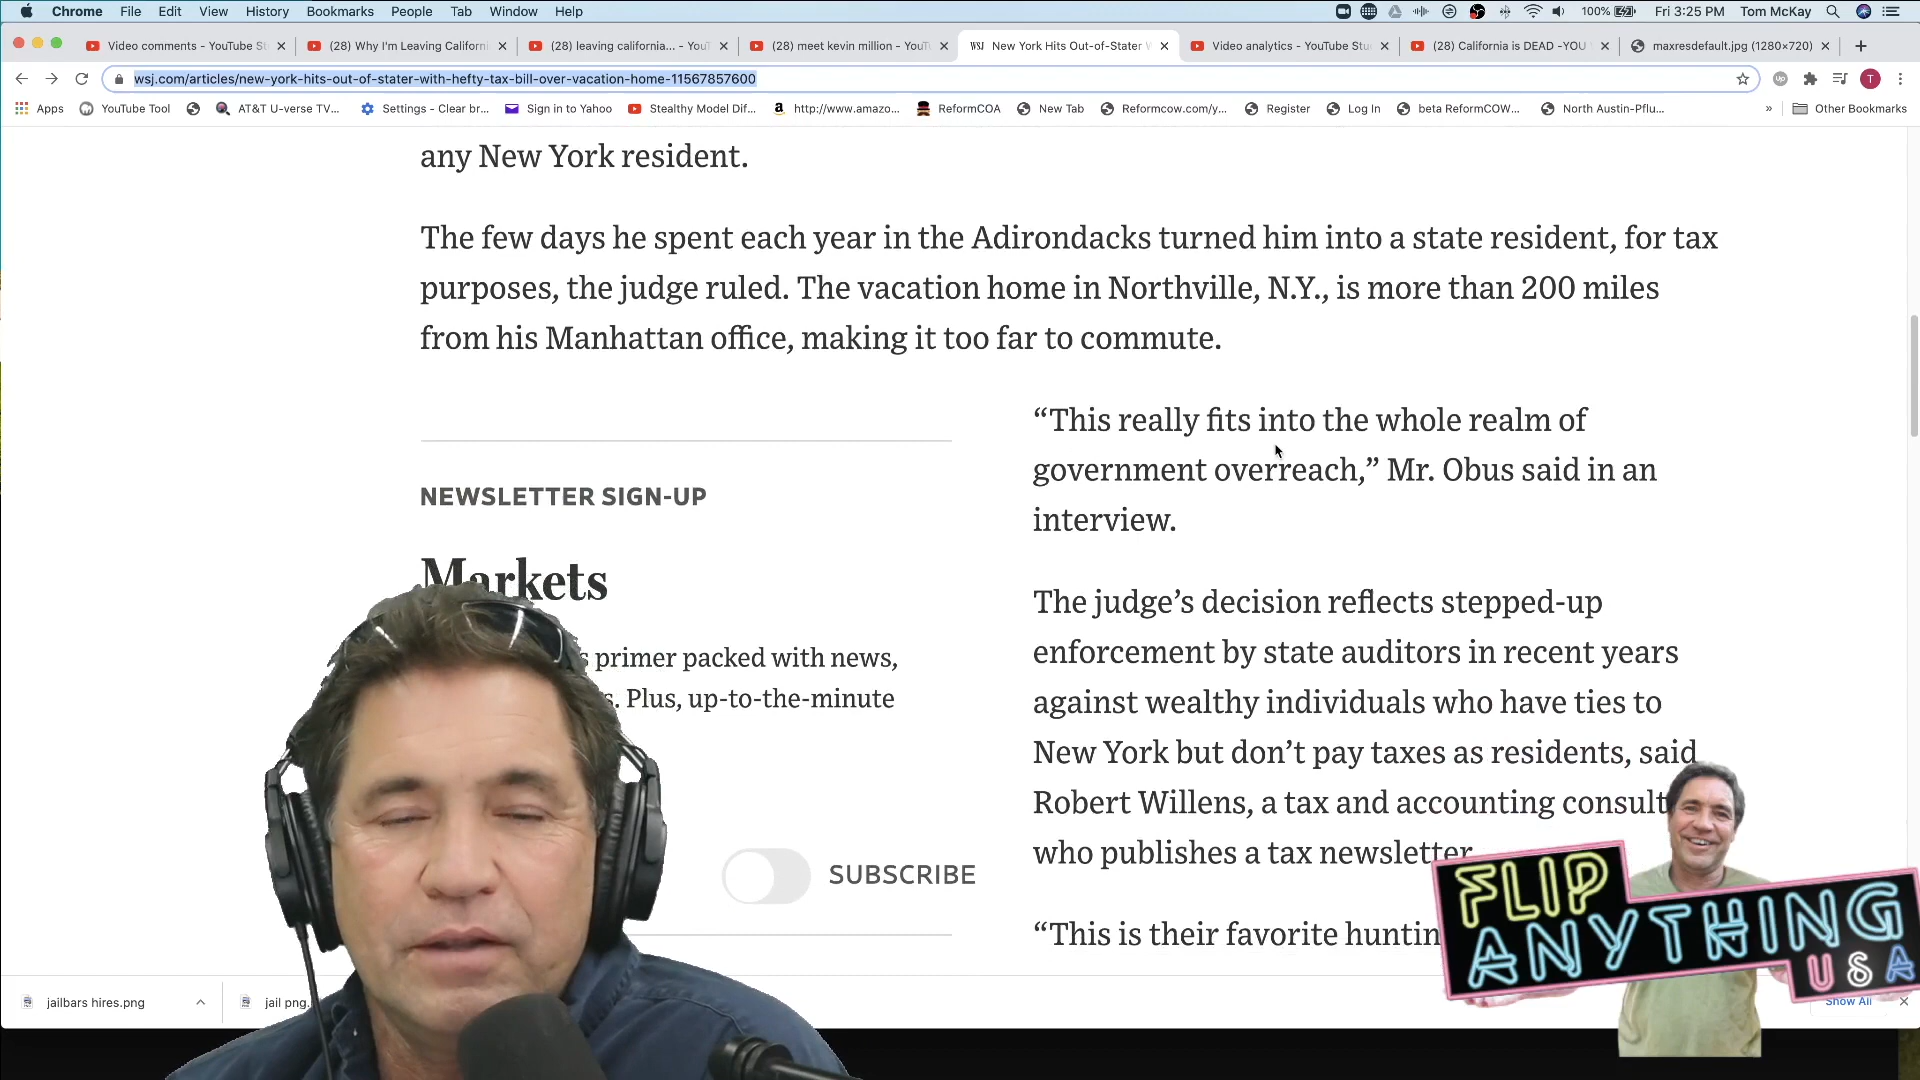 Chrome File Edit View History Bookmarks People Tab Window Help 100% Fri 3:25 PM Tom McKay
Video comments - YouTube St
(28) Why I'm Leaving Californi
(28) leaving california... - YouT
(28) meet kevin million - YouT
WSJ New York Hits Out-of-Stater W
Video analytics - YouTube Stu
(28) California is DEAD -YOU
maxresdefault.jpg (1280×720)
wsj.com/articles/new-york-hits-out-of-stater-with-hefty-tax-bill-over-vacation-home-11567857600
Apps YouTube Tool AT&T U-verse TV... Settings - Clear br... Sign in to Yahoo Stealthy Model Dif... http://www.amazo... ReformCOA New Tab Reformcow.com/y... Register Log In beta ReformCOW... North Austin-Pflu... » Other Bookmarks
any New York resident.
The few days he spent each year in the Adirondacks turned him into a state resident, for tax
purposes, the judge ruled. The vacation home in Northville, N.Y., is more than 200 miles
from his Manhattan office, making it too far to commute.
NEWSLETTER SIGN-UP
Markets
primer packed with news,
Plus, up-to-the-minute
SUBSCRIBE
“This really fits into the whole realm of
government overreach,” Mr. Obus said in an
interview.
The judge’s decision reflects stepped-up
enforcement by state auditors in recent years
against wealthy individuals who have ties to
New York but don’t pay taxes as residents, said
Robert Willens, a tax and accounting consult
who publishes a tax newsletter.
“This is their favorite huntin
FLIP
ANYTHING
USA
jailbars hires.png
jail png.
Show All